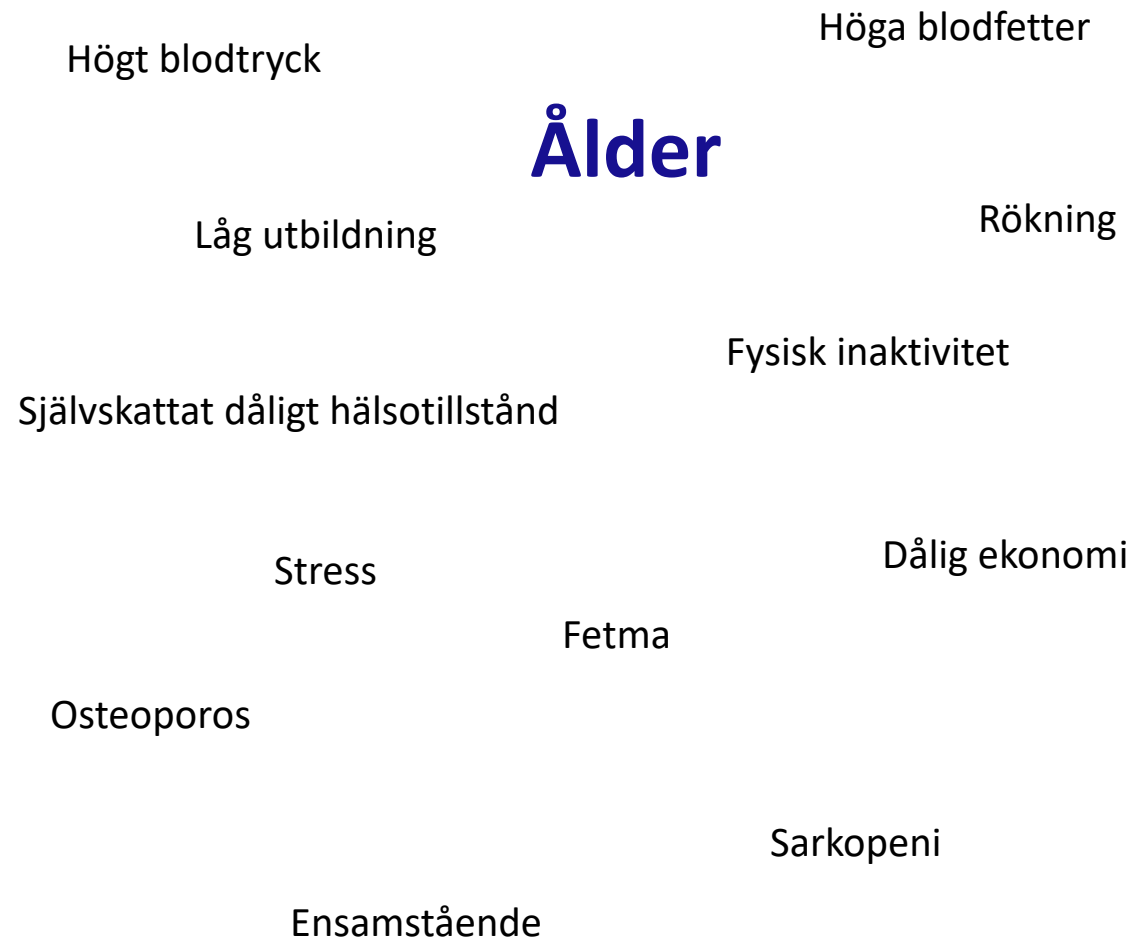 Höga blodfetter
Högt blodtryck
Ålder
Rökning
Låg utbildning
Fysisk inaktivitet
Självskattat dåligt hälsotillstånd
Dålig ekonomi
Stress
Fetma
Osteoporos
Sarkopeni
Ensamstående